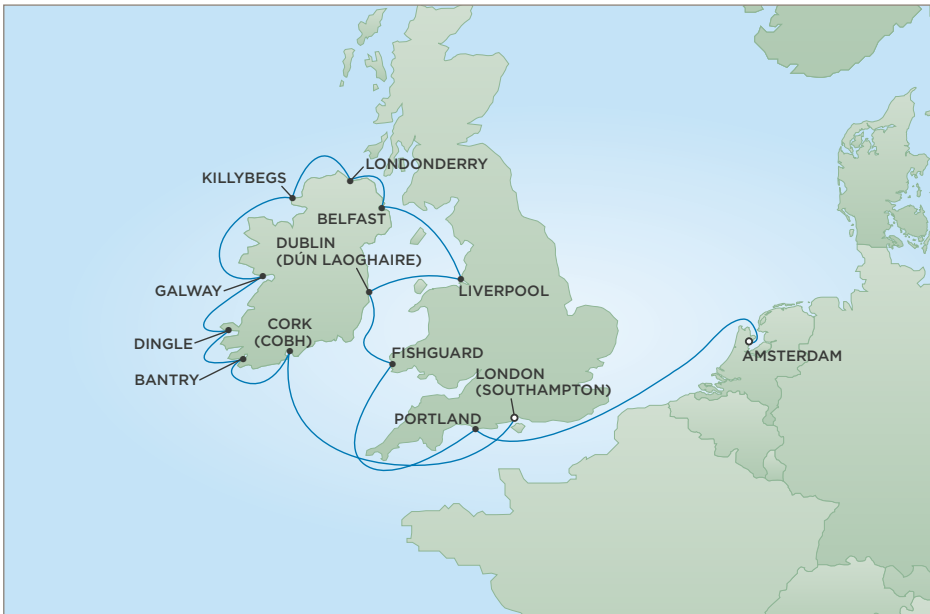 LONDONDERRY
KILLYBEGS
BELFAST
DUBLIN
(DÚN LAOGHAIRE)
GALWAY
LIVERPOOL
CORK
(COBH)
DINGLE
FISHGUARD
AMSTERDAM
BANTRY
LONDON
(SOUTHAMPTON)
PORTLAND